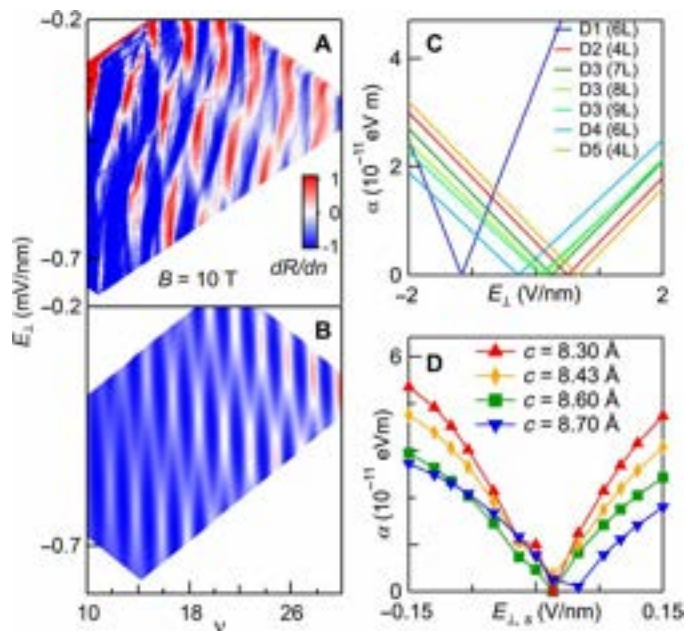 −0.2
A
1
0
-1
dR/dn
B = 10 T
−0.7
E⊥ (mV/nm)
−0.2
B
−0.7
10
18
26
ν
C
D1 (6L)
D2 (4L)
D3 (7L)
D3 (8L)
D3 (9L)
D4 (6L)
D5 (4L)
4
2
0
α (10⁻¹¹ eV m)
−2
E⊥ (V/nm)
2
D
c = 8.30 Å
c = 8.43 Å
c = 8.60 Å
c = 8.70 Å
6
0
α (10⁻¹¹ eVm)
−0.15
E⊥, s (V/nm)
0.15